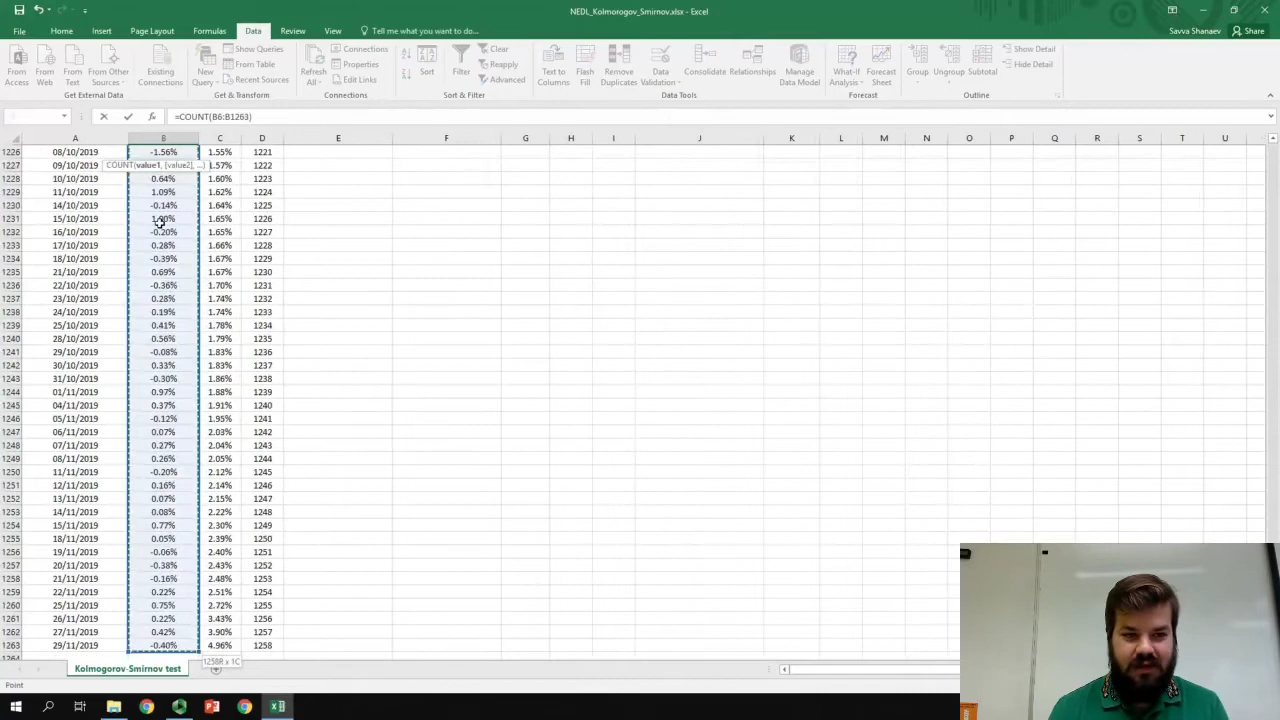 NEDL_Kolmogorov_Smirnov.xlsx - Excel
Savva Shanaev
Share
File Home Insert Page Layout Formulas Data Review View Tell me what you want to do...
From Access
From Web
From Text
From Other Sources
Existing Connections
New Query
Show Queries
From Table
Recent Sources
Refresh All
Connections
Properties
Edit Links
Sort
Filter
Clear
Reapply
Advanced
Text to Columns
Flash Fill
Remove Duplicates
Data Validation
Consolidate
Relationships
Manage Data Model
What-If Analysis
Forecast Sheet
Group
Ungroup
Subtotal
Show Detail
Hide Detail
Get External Data Get & Transform Connections Sort & Filter Data Tools Forecast Outline
=COUNT(B6:B1263)
A B C D E F G H I J K L M N O P Q R S T U
1226 08/10/2019 -1.56% 1.55% 1221
1227 09/10/2019 COUNT(value1, [value2], ...) 1.57% 1222
1228 10/10/2019 0.64% 1.60% 1223
1229 11/10/2019 1.09% 1.62% 1224
1230 14/10/2019 -0.14% 1.64% 1225
1231 15/10/2019 1.65% 1226
1232 16/10/2019 -0.20% 1.65% 1227
1233 17/10/2019 0.28% 1.66% 1228
1234 18/10/2019 -0.39% 1.67% 1229
1235 21/10/2019 0.69% 1.67% 1230
1236 22/10/2019 -0.36% 1.70% 1231
1237 23/10/2019 0.28% 1.74% 1232
1238 24/10/2019 0.19% 1.74% 1233
1239 25/10/2019 0.41% 1.78% 1234
1240 28/10/2019 0.56% 1.79% 1235
1241 29/10/2019 -0.08% 1.83% 1236
1242 30/10/2019 0.33% 1.83% 1237
1243 31/10/2019 -0.30% 1.86% 1238
1244 01/11/2019 0.97% 1.88% 1239
1245 04/11/2019 0.37% 1.91% 1240
1246 05/11/2019 -0.12% 1.95% 1241
1247 06/11/2019 0.07% 2.03% 1242
1248 07/11/2019 0.27% 2.04% 1243
1249 08/11/2019 0.26% 2.05% 1244
1250 11/11/2019 -0.20% 2.12% 1245
1251 12/11/2019 0.16% 2.14% 1246
1252 13/11/2019 0.07% 2.15% 1247
1253 14/11/2019 0.08% 2.22% 1248
1254 15/11/2019 0.77% 2.30% 1249
1255 18/11/2019 0.05% 2.39% 1250
1256 19/11/2019 -0.06% 2.40% 1251
1257 20/11/2019 -0.38% 2.43% 1252
1258 21/11/2019 -0.16% 2.48% 1253
1259 22/11/2019 0.22% 2.51% 1254
1260 25/11/2019 0.75% 2.72% 1255
1261 26/11/2019 0.22% 3.43% 1256
1262 27/11/2019 0.42% 3.90% 1257
1263 29/11/2019 -0.40% 4.96% 1258
1258R x 1C
Kolmogorov-Smirnov test
Point